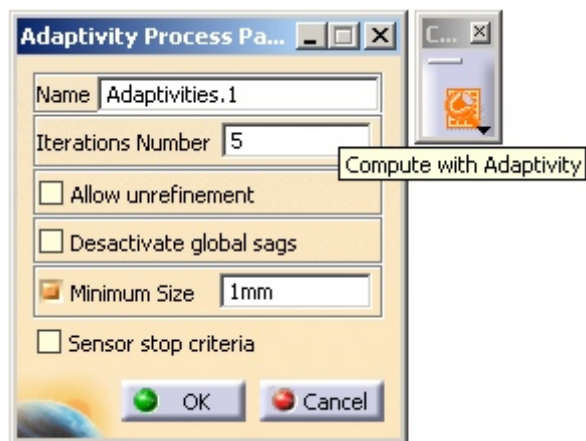 Adaptivity Process Pa...
C...
Name Adaptivities.1
Iterations Number 5
Compute with Adaptivity
Allow unrefinement
Desactivate global sags
Minimum Size 1mm
Sensor stop criteria
OK Cancel